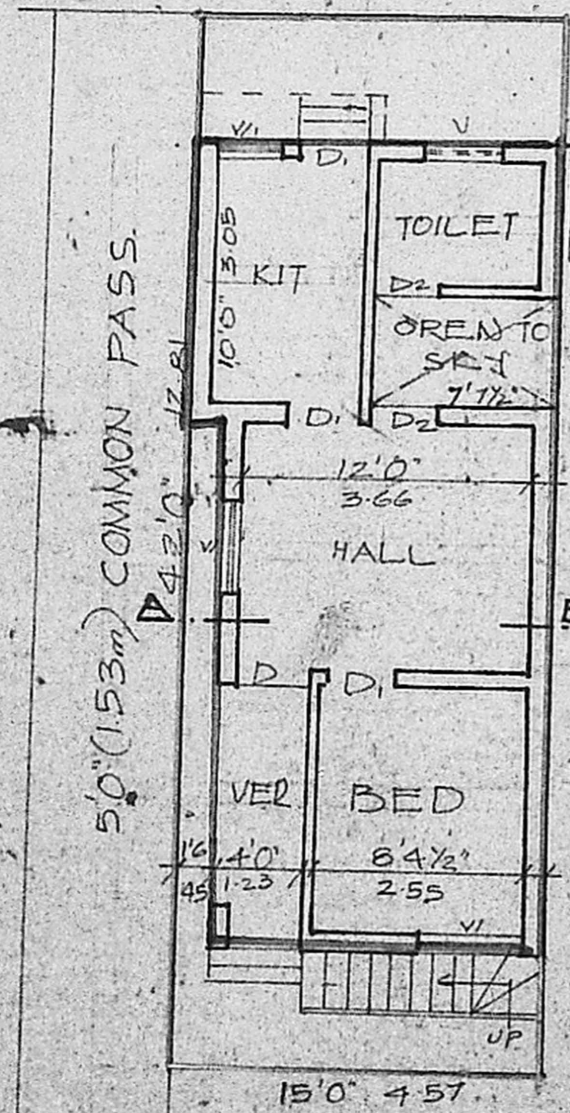 V1
D1
V
TOILET
KIT
10'0" 3.05
D2
OPEN TO
SKY
7'7½"
5'0" (1.53m) COMMON PASS.
42'0" 12.81
D1
D2
12'0"
3.66
HALL
V1
A
D
D1
VER
BED
1'6
4'0"
8'4½"
45
1.23
2.55
V1
UP
15'0" 4.57